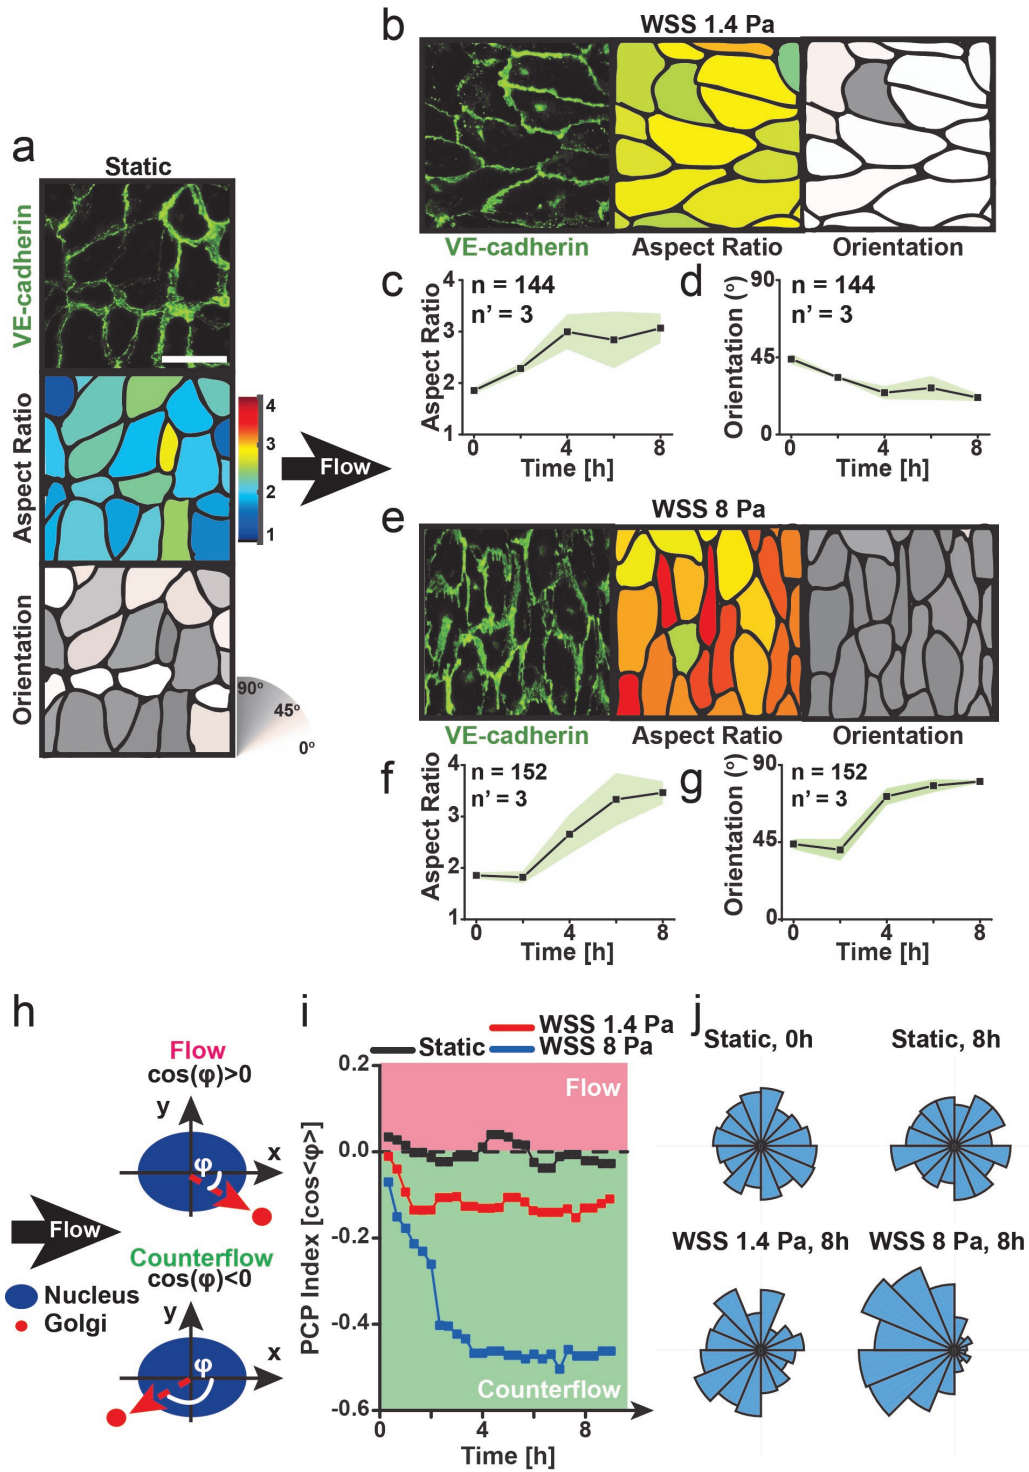 a
Static
VE-cadherin
Aspect Ratio
4
3
2
1
Orientation
90º
45º
0º
Flow
b
WSS 1.4 Pa
VE-cadherin
Aspect Ratio
Orientation
c
n = 144
n' = 3
Aspect Ratio
4
3
2
1
0
4
8
Time [h]
d
n = 144
n' = 3
Orientation (º)
90
45
0
0
4
8
Time [h]
e
WSS 8 Pa
VE-cadherin
Aspect Ratio
Orientation
f
n = 152
n' = 3
Aspect Ratio
4
3
2
1
0
4
8
Time [h]
g
n = 152
n' = 3
Orientation (º)
90
45
0
0
4
8
Time [h]
h
Flow
cos(φ)>0
y
x
φ
Flow
Counterflow
cos(φ)<0
y
x
φ
Nucleus
Golgi
i
WSS 1.4 Pa
Static
WSS 8 Pa
Flow
Counterflow
PCP Index [cos<φ>]
0.2
0.0
-0.2
-0.4
-0.6
0
4
8
Time [h]
j
Static, 0h
Static, 8h
WSS 1.4 Pa, 8h
WSS 8 Pa, 8h